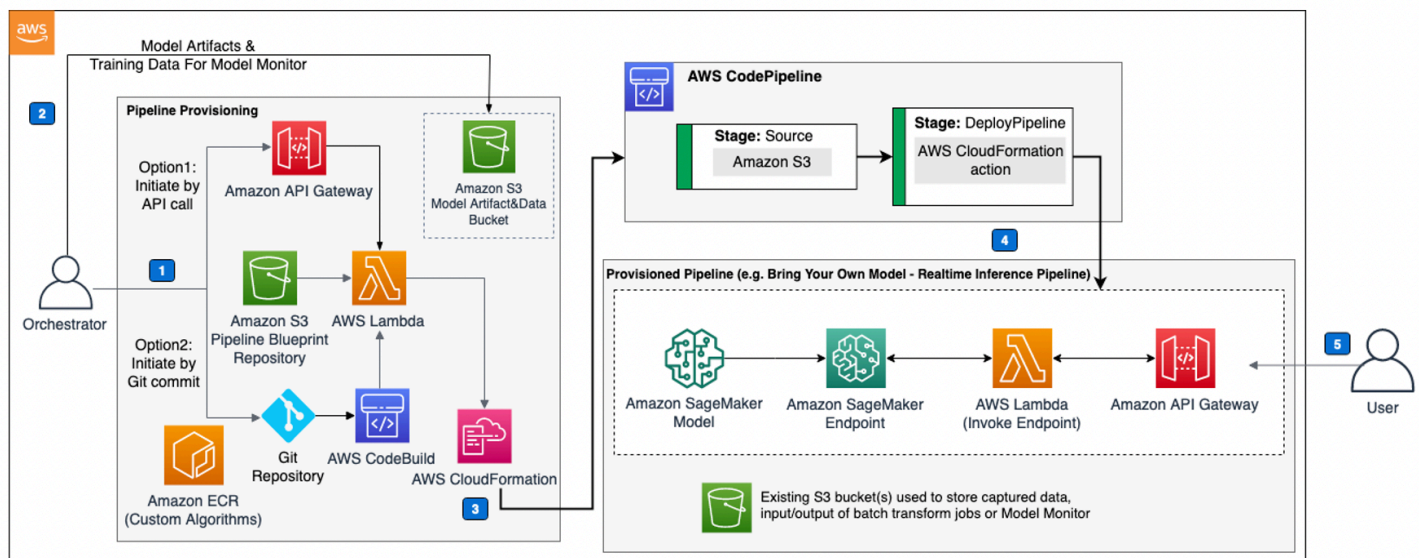 aws
Model Artifacts &
Training Data For Model Monitor
2
Pipeline Provisioning
Option1:
Initiate by
API call
Amazon API Gateway
Amazon S3
Model Artifact&Data
Bucket
1
Orchestrator
Amazon S3
Pipeline Blueprint
Repository
AWS Lambda
Option2:
Initiate by
Git commit
Git
Repository
AWS CodeBuild
AWS CloudFormation
Amazon ECR
(Custom Algorithms)
3
AWS CodePipeline
Stage: Source
Amazon S3
Stage: DeployPipeline
AWS CloudFormation
action
4
Provisioned Pipeline (e.g. Bring Your Own Model - Realtime Inference Pipeline)
Amazon SageMaker
Model
Amazon SageMaker
Endpoint
AWS Lambda
(Invoke Endpoint)
Amazon API Gateway
5
User
Existing S3 bucket(s) used to store captured data,
input/output of batch transform jobs or Model Monitor